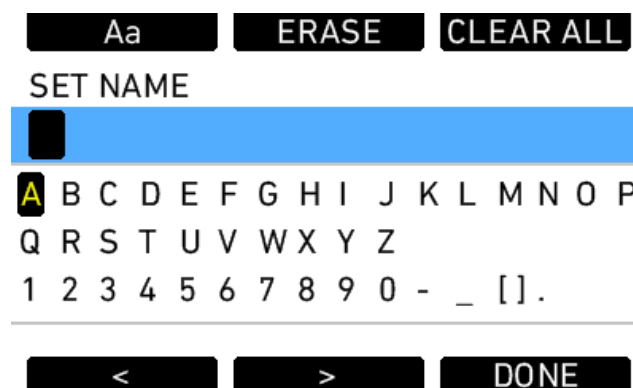 Aa ERASE CLEAR ALL
SET NAME
A B C D E F G H I J K L M N O P
Q R S T U V W X Y Z
1 2 3 4 5 6 7 8 9 0 - _ [ ] .
< > DONE